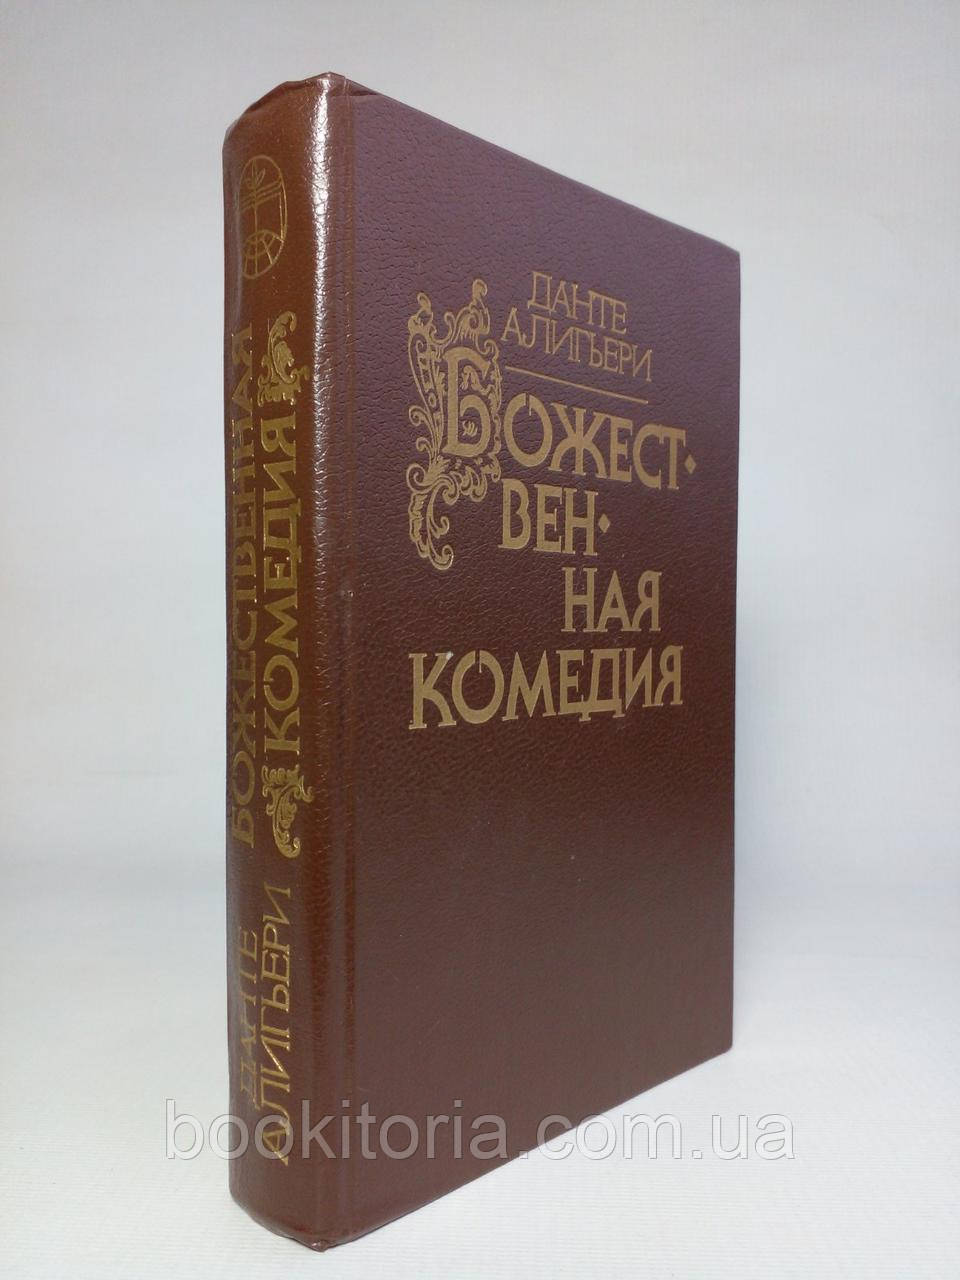 ДАНТЕ
АЛИГЬЕРИ
БОЖЕСТ-
ВЕН-
НАЯ
КОМЕДИЯ
ДАНТЕ
АЛИГЬЕРИ
БОЖЕСТВЕННАЯ
КОМЕДИЯ
bookitoria.com.ua